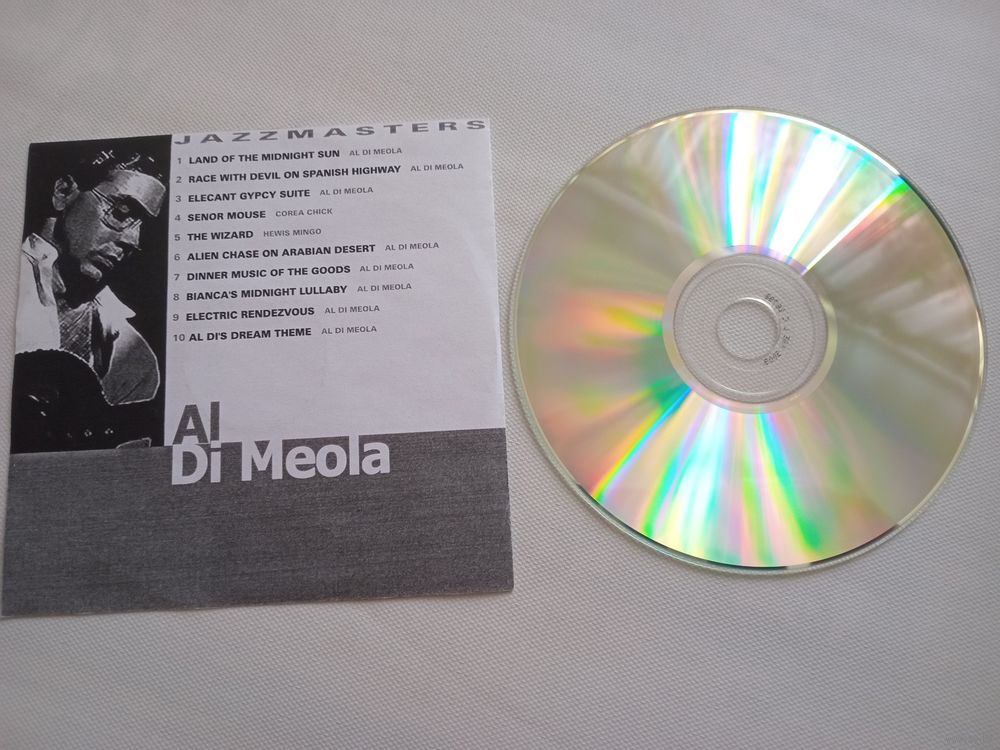 JAZZMASTERS
1 LAND OF THE MIDNIGHT SUN AL DI MEOLA
2 RACE WITH DEVIL ON SPANISH HIGHWAY AL DI MEOLA
3 ELECANT GYPCY SUITE AL DI MEOLA
4 SENOR MOUSE COREA CHICK
5 THE WIZARD HEWIS MINGO
6 ALIEN CHASE ON ARABIAN DESERT AL DI MEOLA
7 DINNER MUSIC OF THE GOODS AL DI MEOLA
8 BIANCA'S MIDNIGHT LULLABY AL DI MEOLA
9 ELECTRIC RENDEZVOUS AL DI MEOLA
10 AL DI'S DREAM THEME AL DI MEOLA
Al
Di Meola